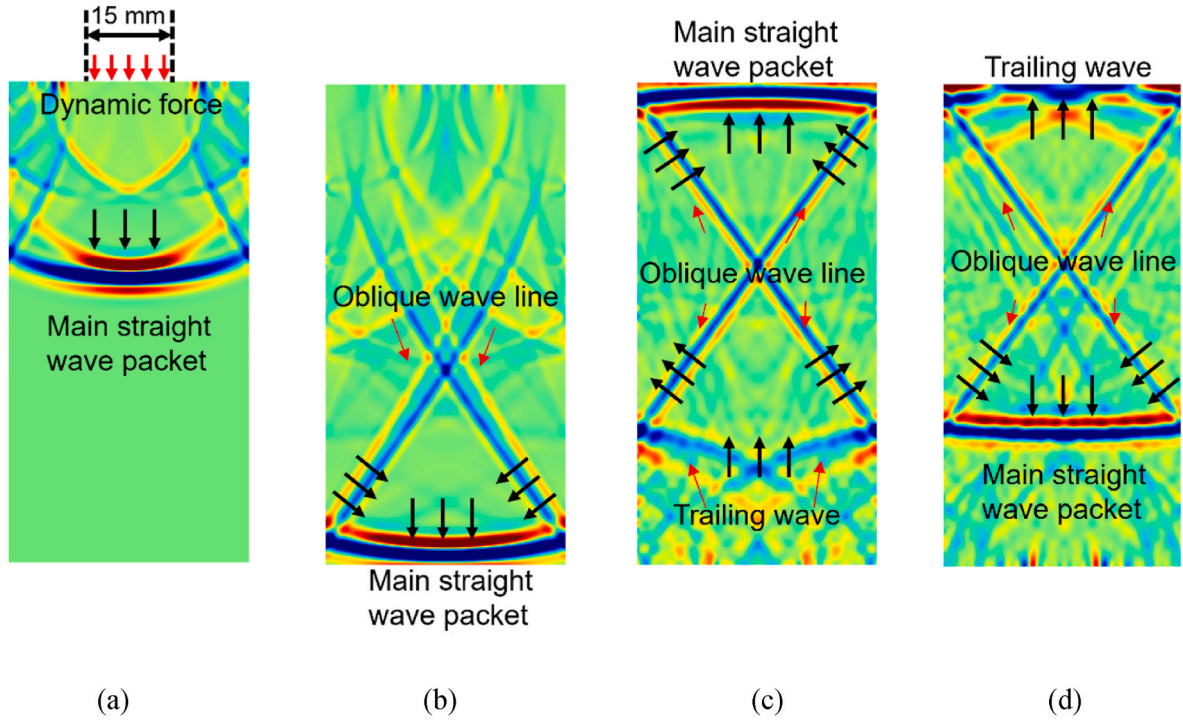 15 mm
Dynamic force
Main straight
wave packet
(a)
Oblique wave line
Main straight
wave packet
(b)
Main straight
wave packet
Oblique wave line
Trailing wave
(c)
Trailing wave
Oblique wave line
Main straight
wave packet
(d)